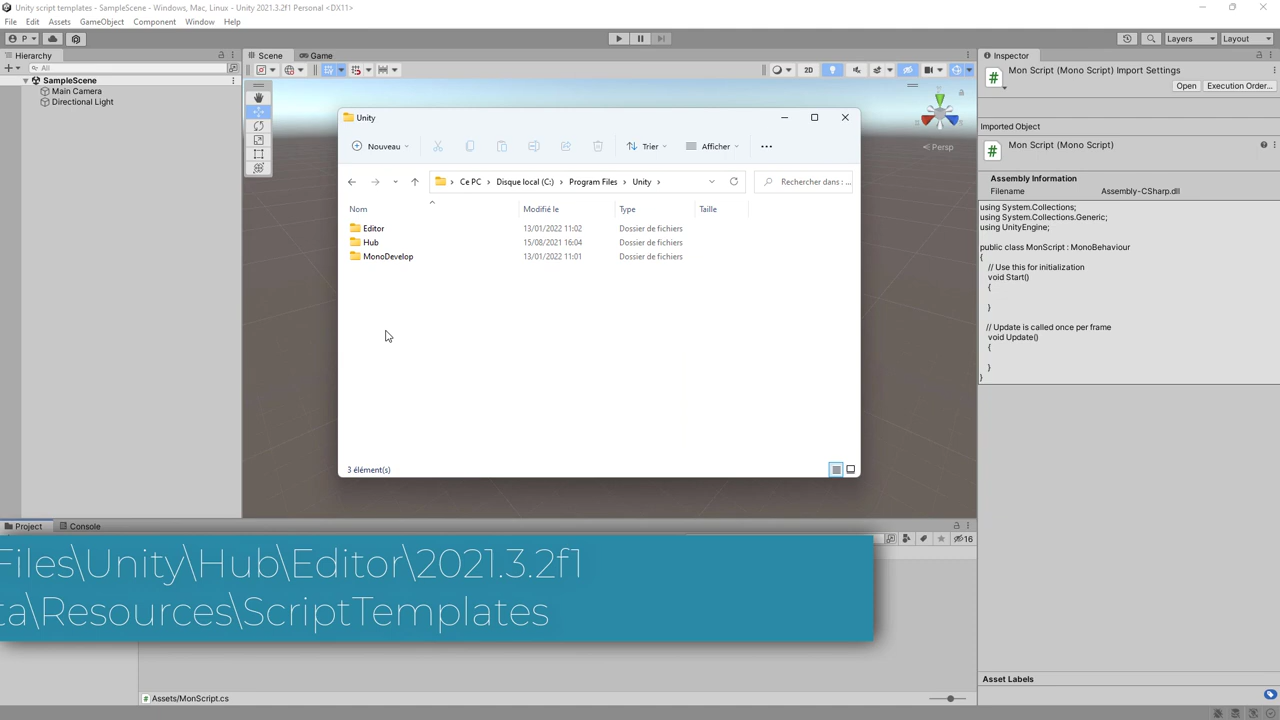 Unity script templates - SampleScene - Windows, Mac, Linux - Unity 2021.3.2f1 Personal <DX11>
File Edit Assets GameObject Component Window Help
P
Layers Layout
Hierarchy
All
SampleScene
Main Camera
Directional Light
Scene Game
2D
Persp
Unity
Nouveau Trier Afficher
Ce PC > Disque local (C:) > Program Files > Unity >
Rechercher dans : ...
Nom Modifié le Type Taille
Editor 13/01/2022 11:02 Dossier de fichiers
Hub 15/08/2021 16:04 Dossier de fichiers
MonoDevelop 13/01/2022 11:01 Dossier de fichiers
3 élément(s)
Inspector
Mon Script (Mono Script) Import Settings
Open Execution Order...
Imported Object
Mon Script (Mono Script)
Assembly Information
Filename Assembly-CSharp.dll
using System.Collections;
using System.Collections.Generic;
using UnityEngine;
public class MonScript : MonoBehaviour
{
// Use this for initialization
void Start()
{
}
// Update is called once per frame
void Update()
{
}
}
Project Console
16
Files\Unity\Hub\Editor\2021.3.2f1
ta\Resources\ScriptTemplates
Assets/MonScript.cs
Asset Labels